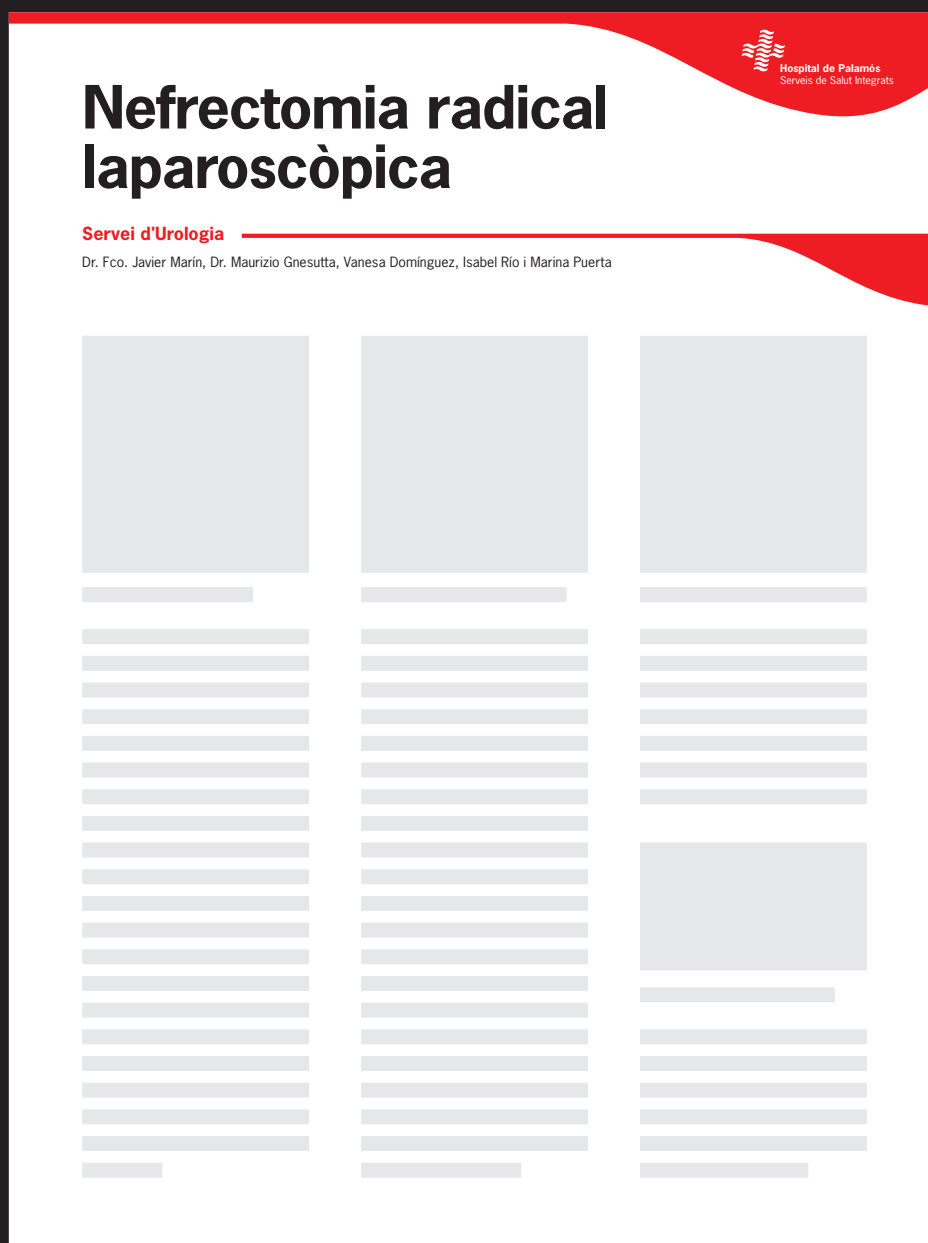 Hospital de Palamós
Serveis de Salut Integrats
Nefrectomia radical
laparoscòpica
Servei d'Urologia
Dr. Fco. Javier Marín, Dr. Maurizio Gnesutta, Vanesa Domínguez, Isabel Río i Marina Puerta